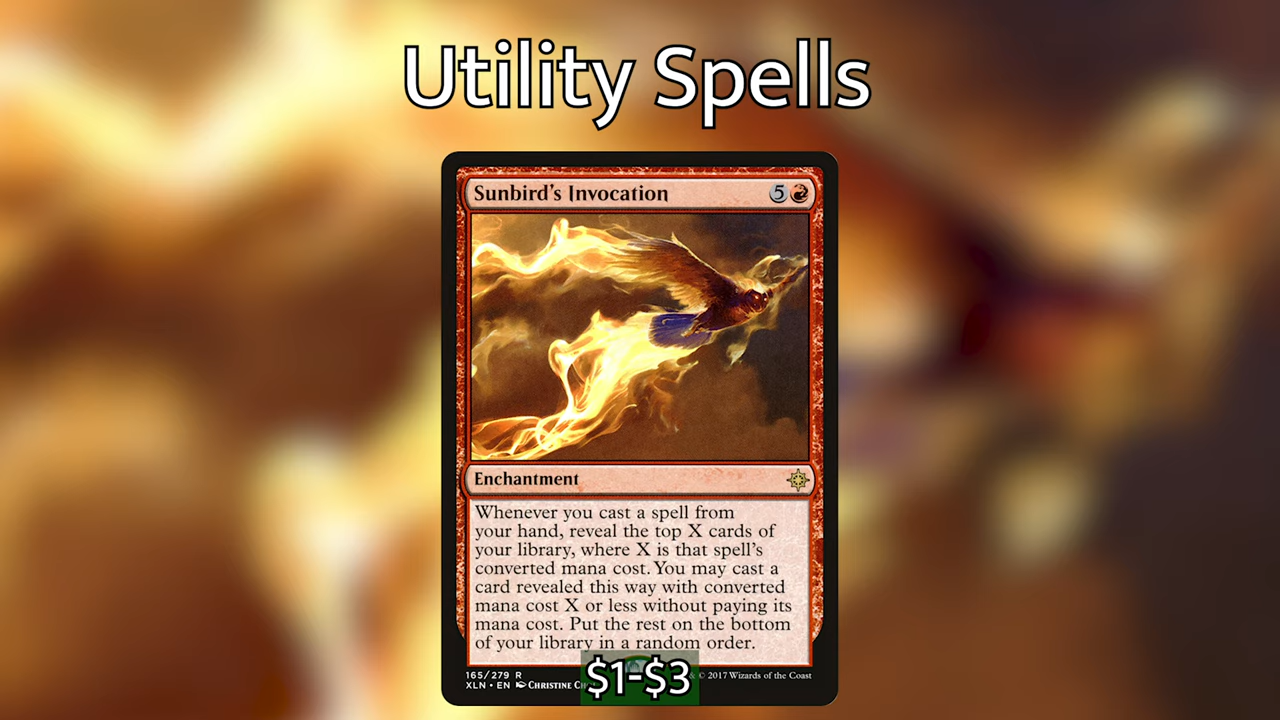 Utility Spells
Sunbird's Invocation 5
Enchantment
Whenever you cast a spell from
your hand, reveal the top X cards of
your library, where X is that spell's
converted mana cost. You may cast a
card revealed this way with converted
mana cost X or less without paying its
mana cost. Put the rest on the bottom
of your library in a random order.
165/279 R
XLN • EN Christine
$1-$3
& © 2017 Wizards of the Coast